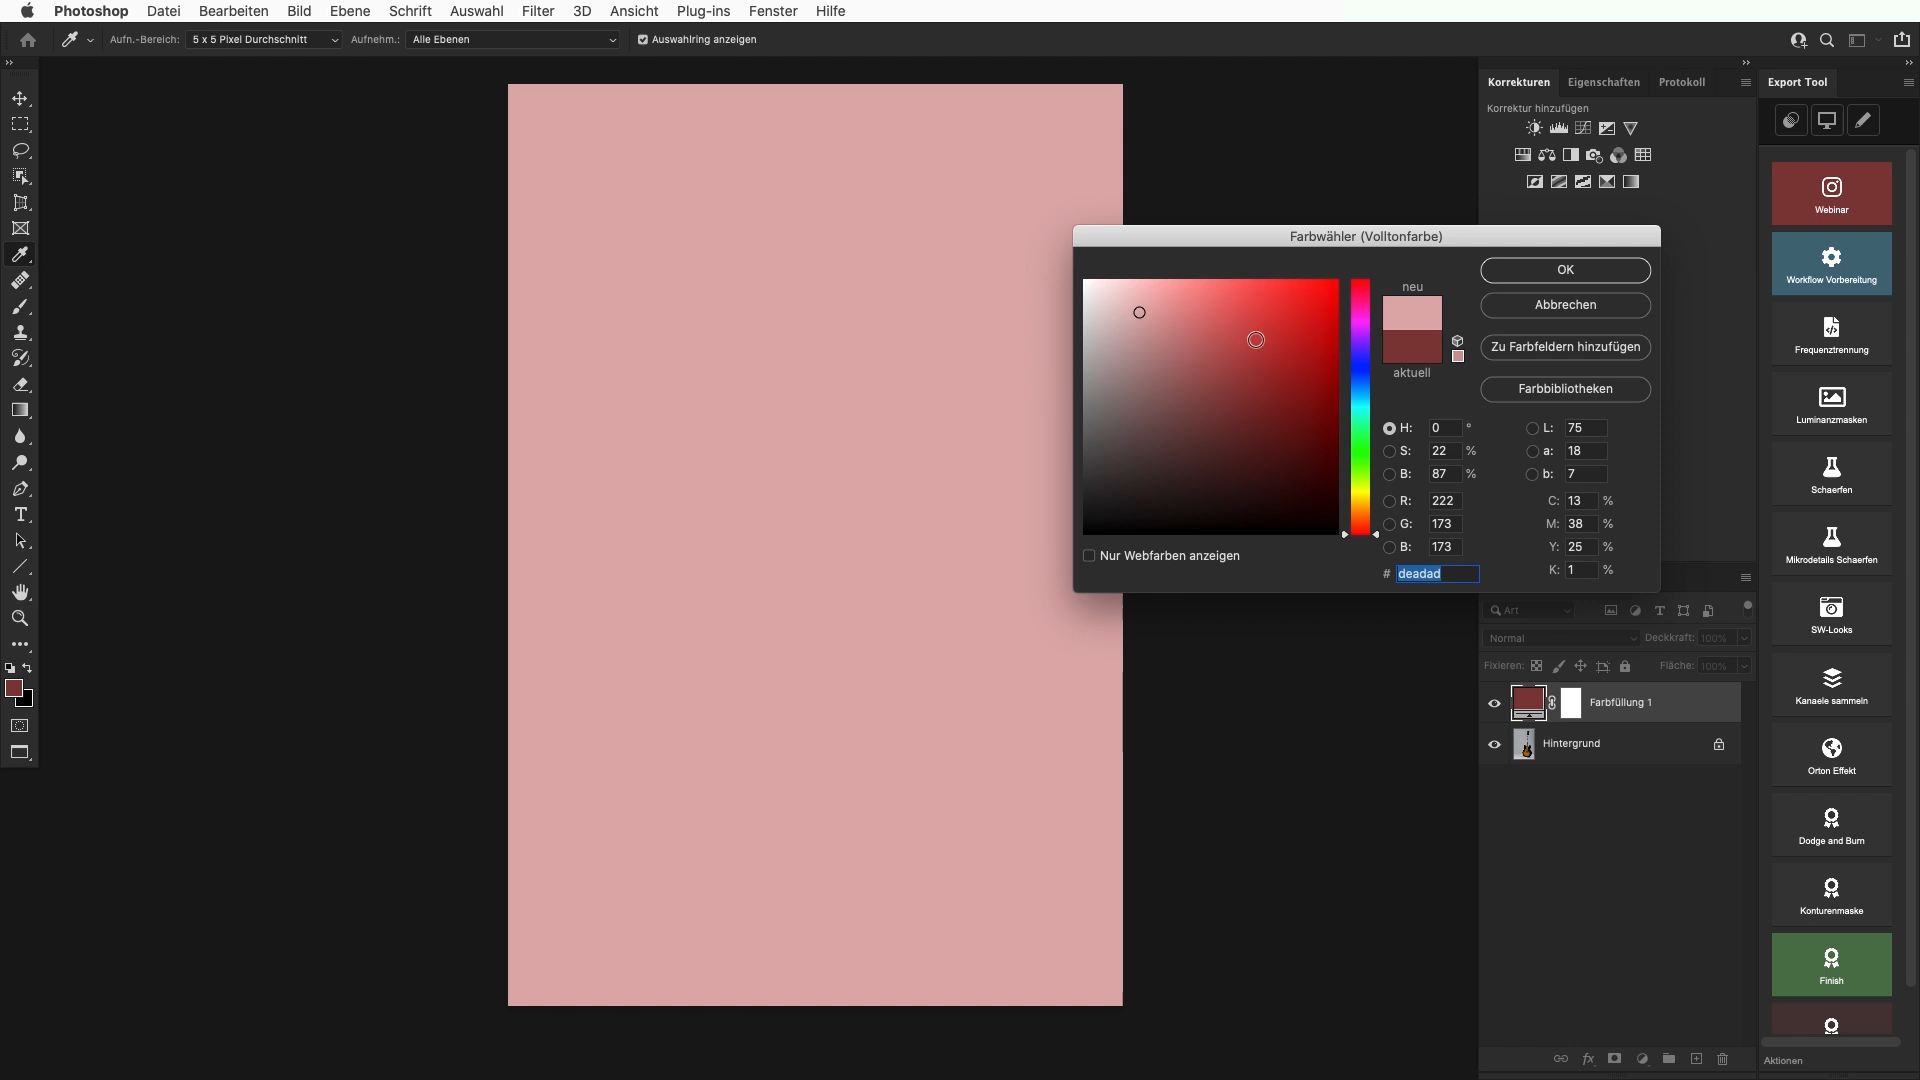 Photoshop Datei Bearbeiten Bild Ebene Schrift Auswahl Filter 3D Ansicht Plug-ins Fenster Hilfe
Aufn.-Bereich: 5 x 5 Pixel Durchschnitt Aufnehm.: Alle Ebenen Auswahlring anzeigen
Korrekturen Eigenschaften Protokoll
Korrektur hinzufügen
Export Tool
Webinar
Workflow Vorbereitung
Frequenztrennung
Luminanzmasken
Schaerfen
Mikrodetails Schaerfen
SW-Looks
Kanaele sammeln
Orton Effekt
Dodge and Burn
Konturenmaske
Finish
Aktionen
Farbwähler (Volltonfarbe)
neu
aktuell
OK
Abbrechen
Zu Farbfeldern hinzufügen
Farbbibliotheken
H: 0 ° L: 75
S: 22 % a: 18
B: 87 % b: 7
R: 222 C: 13 %
G: 173 M: 38 %
B: 173 Y: 25 %
# deadad K: 1 %
Nur Webfarben anzeigen
Art
Normal Deckkraft: 100%
Fixieren: Fläche: 100%
Farbfüllung 1
Hintergrund